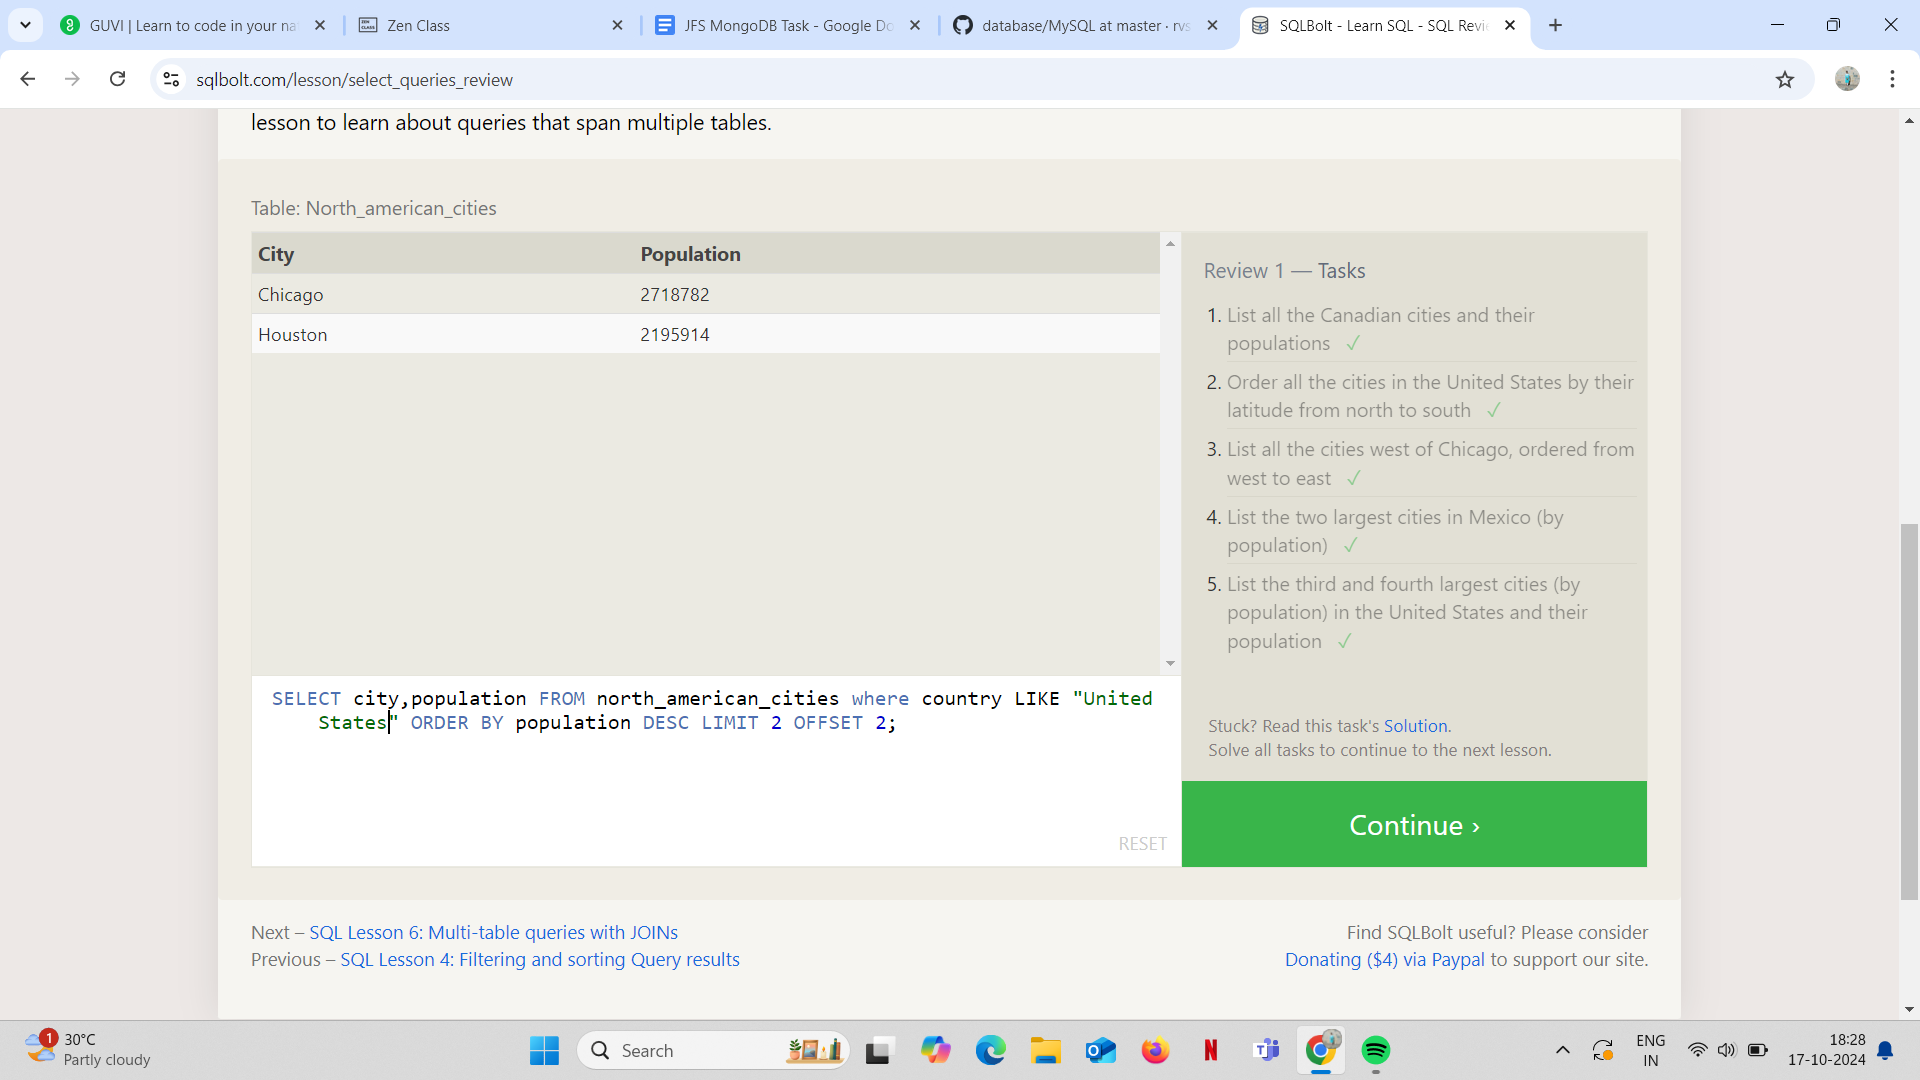 GUVI | Learn to code in your na
Zen Class
JFS MongoDB Task - Google Do
database/MySQL at master · rvs
SQLBolt - Learn SQL - SQL Revi
sqlbolt.com/lesson/select_queries_review
lesson to learn about queries that span multiple tables.
Table: North_american_cities
City Population
Chicago 2718782
Houston 2195914
Review 1 — Tasks
1. List all the Canadian cities and their
populations ✓
2. Order all the cities in the United States by their
latitude from north to south ✓
3. List all the cities west of Chicago, ordered from
west to east ✓
4. List the two largest cities in Mexico (by
population) ✓
5. List the third and fourth largest cities (by
population) in the United States and their
population ✓
SELECT city,population FROM north_american_cities where country LIKE "United
States" ORDER BY population DESC LIMIT 2 OFFSET 2;
RESET
Stuck? Read this task's Solution.
Solve all tasks to continue to the next lesson.
Continue ›
Next – SQL Lesson 6: Multi-table queries with JOINs
Previous – SQL Lesson 4: Filtering and sorting Query results
Find SQLBolt useful? Please consider
Donating ($4) via Paypal to support our site.
1
30°C
Partly cloudy
Search
ENG
IN
18:28
17-10-2024